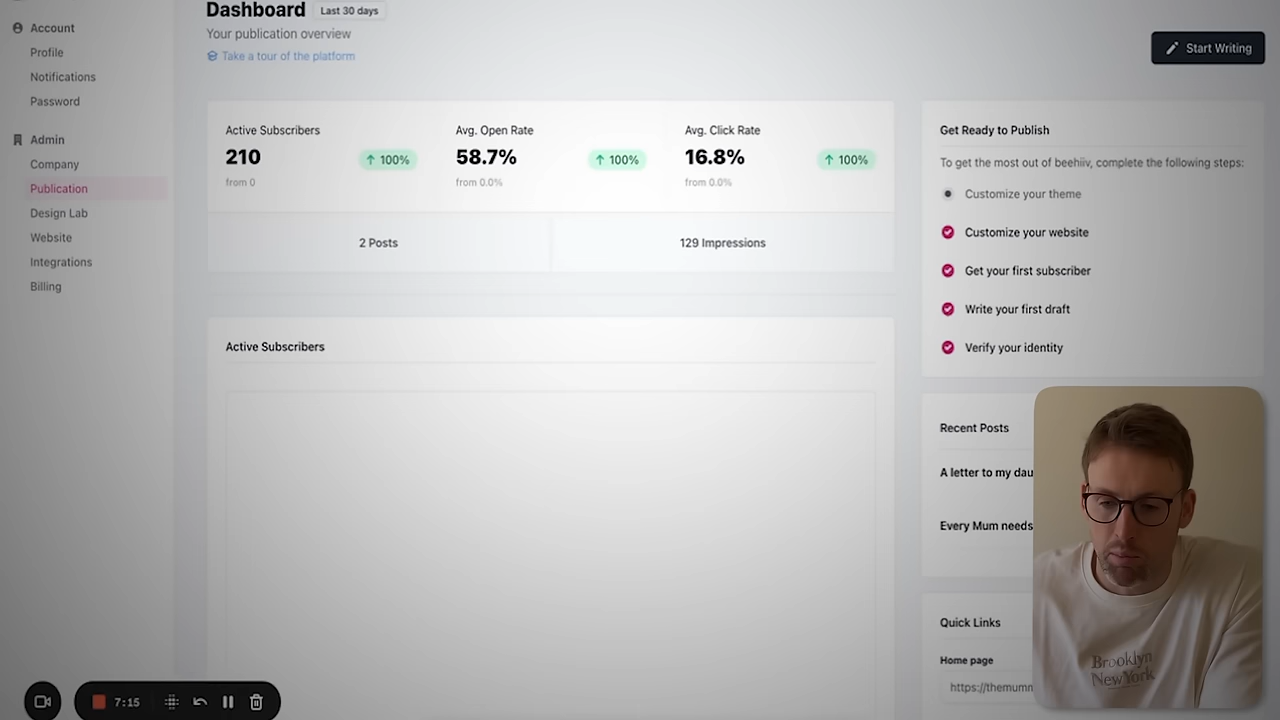 Account
Profile
Notifications
Password
Admin
Company
Publication
Design Lab
Website
Integrations
Billing
Dashboard
Last 30 days
Your publication overview
Take a tour of the platform
Start Writing
Active Subscribers
210
↑ 100%
from 0
Avg. Open Rate
58.7%
↑ 100%
from 0.0%
Avg. Click Rate
16.8%
↑ 100%
from 0.0%
2 Posts
129 Impressions
Active Subscribers
Get Ready to Publish
To get the most out of beehiiv, complete the following steps:
Customize your theme
Customize your website
Get your first subscriber
Write your first draft
Verify your identity
Recent Posts
A letter to my dau
Every Mum needs
Quick Links
Home page
https://themumn
Brooklyn
NewYork
7:15